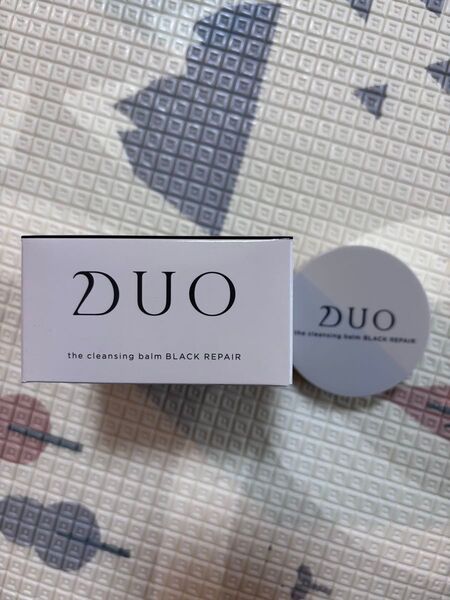 DUO
the cleansing balm BLACK REPAIR
DUO
the cleansing balm BLACK REPAIR